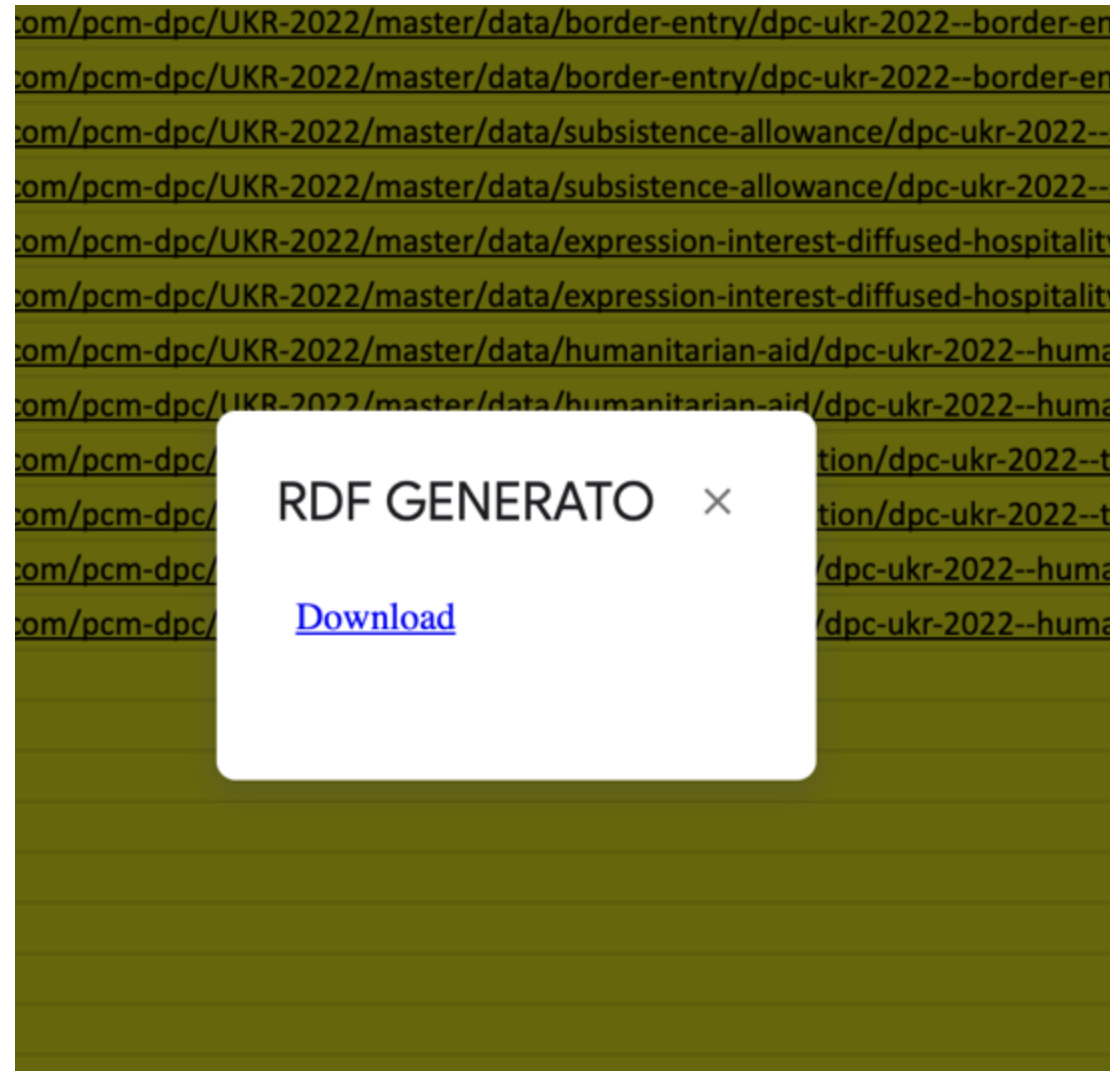 com/pcm-dpc/UKR-2022/master/data/border-entry/dpc-ukr-2022--border-en
com/pcm-dpc/UKR-2022/master/data/border-entry/dpc-ukr-2022--border-en
com/pcm-dpc/UKR-2022/master/data/subsistence-allowance/dpc-ukr-2022--
com/pcm-dpc/UKR-2022/master/data/subsistence-allowance/dpc-ukr-2022--
com/pcm-dpc/UKR-2022/master/data/expression-interest-diffused-hospitality
com/pcm-dpc/UKR-2022/master/data/expression-interest-diffused-hospitality
com/pcm-dpc/UKR-2022/master/data/humanitarian-aid/dpc-ukr-2022--huma
com/pcm-dpc/UKR-2022/master/data/humanitarian-aid/dpc-ukr-2022--huma
com/pcm-dpc/ tion/dpc-ukr-2022--t
RDF GENERATO ×
com/pcm-dpc/ tion/dpc-ukr-2022--t
com/pcm-dpc/ /dpc-ukr-2022--huma
com/pcm-dpc/ Download /dpc-ukr-2022--huma